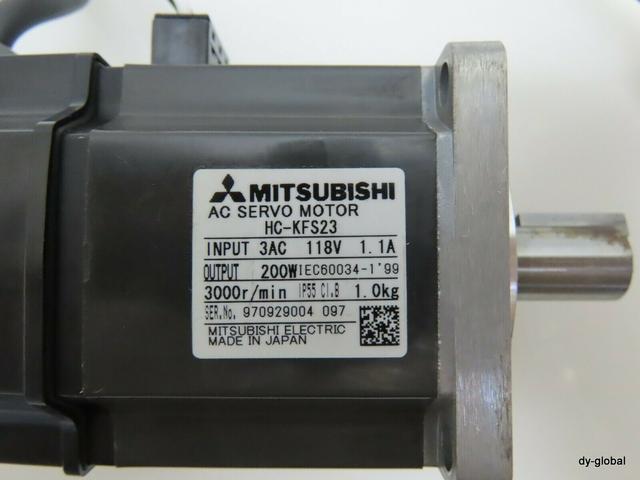 MITSUBISHI
AC SERVO MOTOR
HC-KFS23
INPUT 3AC 118V 1.1A
OUTPUT 200W IEC60034-1'99
3000r/min IP55 Cl.B 1.0kg
SER.No. 970929004 097
MITSUBISHI ELECTRIC
MADE IN JAPAN
dy-global